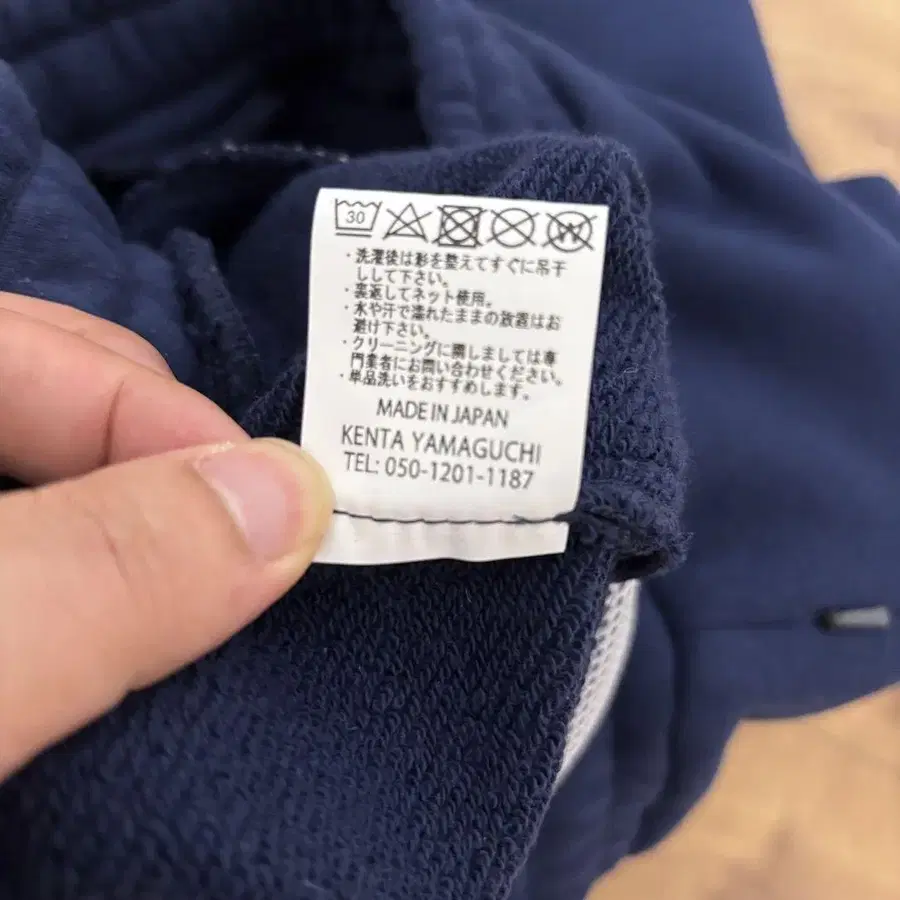 30
W
・洗濯後は形を整えてすぐに吊干
しして下さい。
・裏返してネット使用。
・水や汗で濡れたままの放置はお
避け下さい。
・クリーニングに関しましては専
門業者にお問い合わせください。
・単品洗いをおすすめします。
MADE IN JAPAN
KENTA YAMAGUCHI
TEL: 050-1201-1187